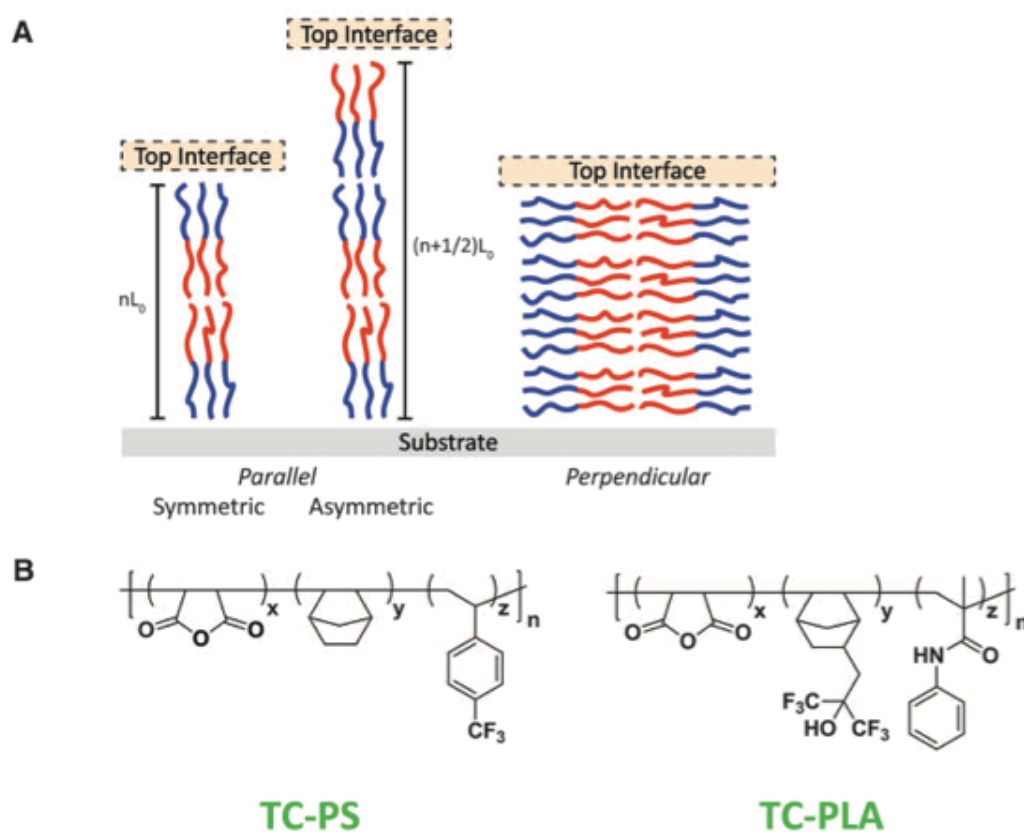 A
Top Interface
Top Interface
Top Interface
nL₀
(n+1/2)L₀
Substrate
Parallel
Perpendicular
Symmetric
Asymmetric
B
x
y
z
n
O
O
O
CF₃
x
y
z
n
O
O
O
HN
O
F₃C
HO
CF₃
TC-PS
TC-PLA